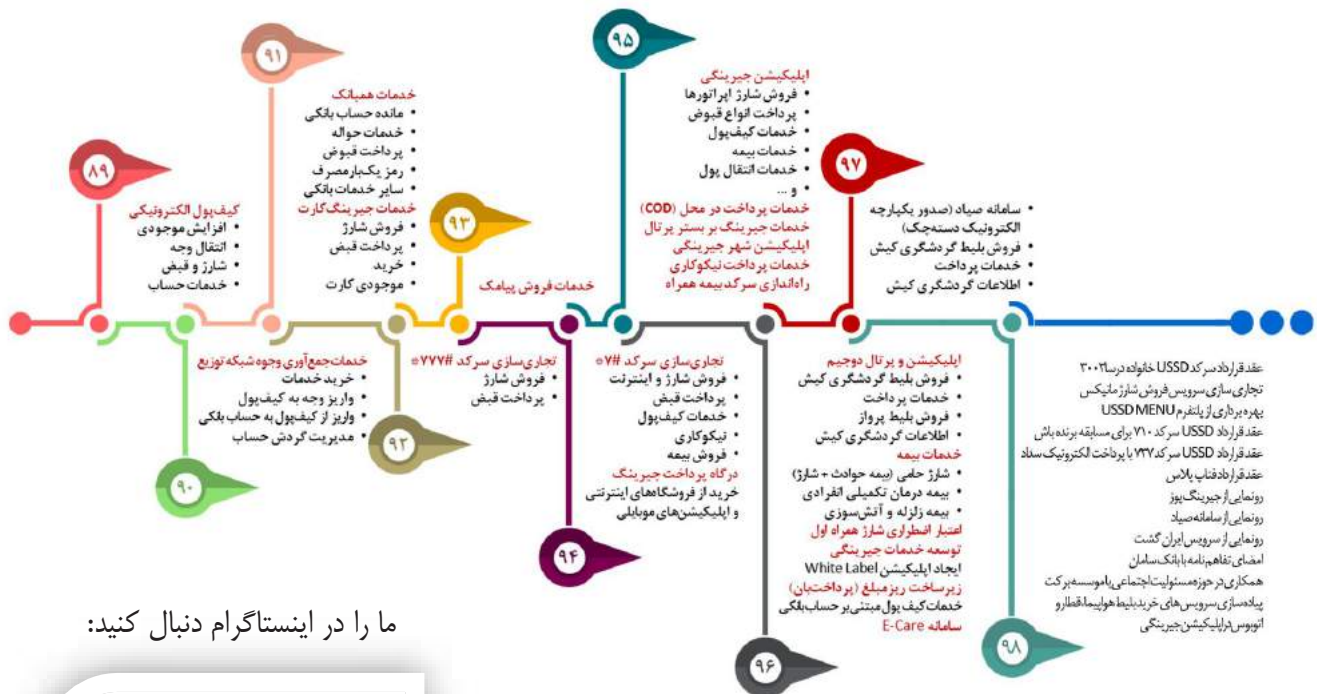 ۸۹
کیف‌پول الکترونیکی
• افزایش موجودی
• انتقال وجه
• شارژ و قبض
• خدمات حساب
۹۰
خدمات جمع‌آوری وجوه شبکه توزیع
• خرید خدمات
• واریز وجه به کیف‌پول
• واریز از کیف‌پول به حساب بانکی
• مدیریت گردش حساب
۹۱
خدمات همبانک
• مانده حساب بانکی
• خدمات حواله
• پرداخت قبوض
• رمز یک‌بار مصرف
• سایر خدمات بانکی
خدمات جیرینگ‌کارت
• فروش شارژ
• پرداخت قبض
• خرید
• موجودی کارت
۹۲
۹۳
خدمات فروش پیامک
تجاری‌سازی سرکد #۷۷۷*
• فروش شارژ
• پرداخت قبض
۹۴
تجاری‌سازی سرکد #۷*
• فروش شارژ و اینترنت
• پرداخت قبض
• خدمات کیف‌پول
• نیکوکاری
• فروش بیمه
درگاه پرداخت جیرینگ
خرید از فروشگاه‌های اینترنتی
و اپلیکیشن‌های موبایلی
۹۵
اپلیکیشن جیرینگی
• فروش شارژ اپراتورها
• پرداخت انواع قبوض
• خدمات کیف‌پول
• خدمات بیمه
• خدمات انتقال پول
• و ...
خدمات پرداخت در محل (COD)
خدمات جیرینگ بر بستر پرتال
اپلیکیشن شهر جیرینگی
خدمات پرداخت نیکوکاری
راه‌اندازی سرکد بیمه همراه
۹۶
اپلیکیشن و پرتال دوجیم
• فروش بلیط گردشگری کیش
• خدمات پرداخت
• فروش بلیط پرواز
• اطلاعات گردشگری کیش
خدمات بیمه
• شارژ حامی (بیمه حوادث + شارژ)
• بیمه درمان تکمیلی انفرادی
• بیمه زلزله و آتش‌سوزی
اعتبار اضطراری شارژ همراه اول
توسعه خدمات جیرینگی
ایجاد اپلیکیشن White Label
زیرساخت ریزمبلغ (پرداخت‌بان)
خدمات کیف پول مبتنی بر حساب بانکی
سامانه E-Care
۹۷
• سامانه صیاد (صدور یکپارچه
الکترونیک دسته‌چک)
• فروش بلیط گردشگری کیش
• خدمات پرداخت
• اطلاعات گردشگری کیش
۹۸
عقد قرارداد سرکد USSD خانواده در سا ۳۰۰۲
تجاری سازی سرویس فروش شارژ ماتیکس
بهره برداری از پلتفرم USSD MENU
عقد قرارداد USSD سرکد ۷۱۰ برای مسابقه برنده باش
عقد قرارداد USSD سرکد ۷۳۷ با پرداخت الکترونیک سداد
عقد قرارداد فناپ پلاس
رونمایی از جیرینگ پوز
رونمایی از سامانه صیاد
رونمایی از سرویس ایران گشت
امضای تفاهم نامه با بانک سامان
همکاری در حوزه مسئولیت اجتماعی با موسسه برکت
پیاده‌سازی سرویس های خرید بلیط هواپیما، قطار و
اتوبوس در اپلیکیشن جیرینگی
ما را در اینستاگرام دنبال کنید: